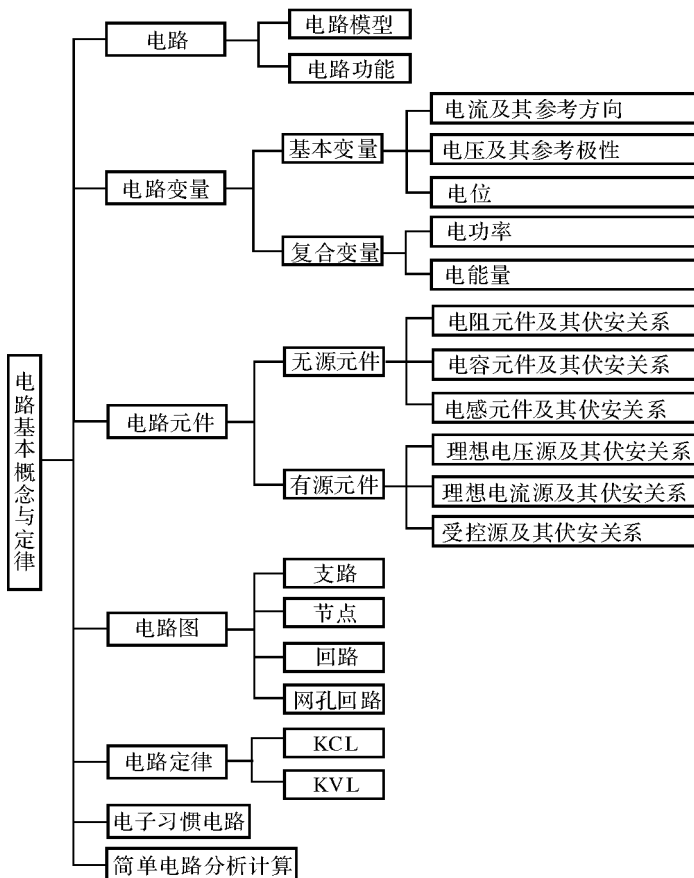 电路基本概念与定律
电路
电路模型
电路功能
电路变量
基本变量
电流及其参考方向
电压及其参考极性
电位
复合变量
电功率
电能量
电路元件
无源元件
电阻元件及其伏安关系
电容元件及其伏安关系
电感元件及其伏安关系
有源元件
理想电压源及其伏安关系
理想电流源及其伏安关系
受控源及其伏安关系
电路图
支路
节点
回路
网孔回路
电路定律
KCL
KVL
电子习惯电路
简单电路分析计算